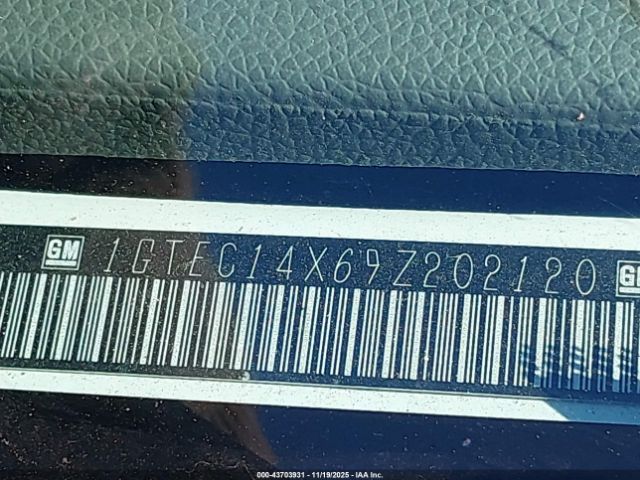 GM 1GTEC14X69Z202120 GM
000-43703931 - 11/19/2025 - IAA Inc.